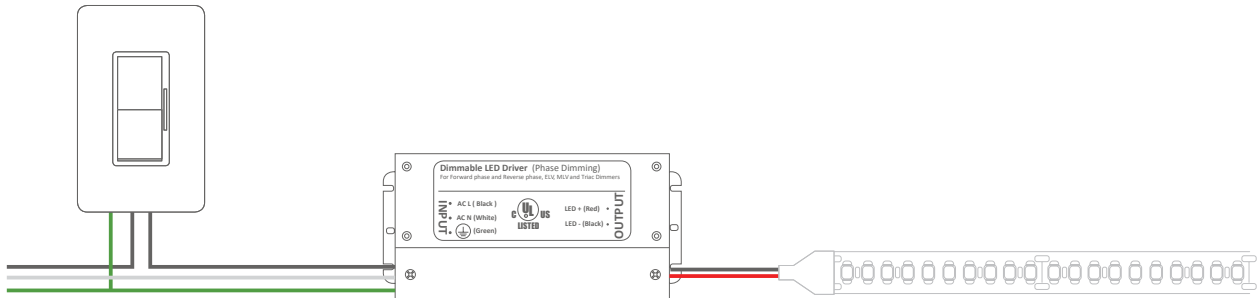 Dimmable LED Driver (Phase Dimming)
For Forward phase and Reverse phase, ELV, MLV and Triac Dimmers
INPUT
AC L ( Black )
AC N (White)
(Green)
C UL US
LISTED
LED + (Red)
LED - (Black)
OUTPUT